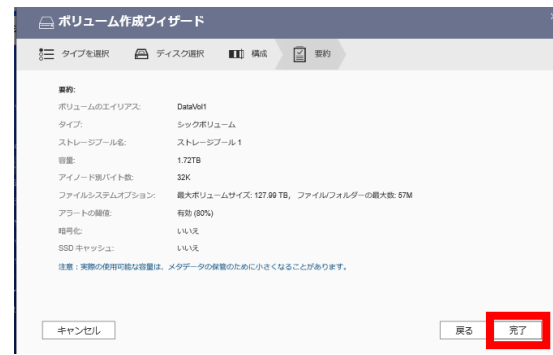 ボリューム作成ウィザード
タイプを選択 ディスク選択 構成 要約
要約:
ボリュームのエイリアス: DataVol1
タイプ: シックボリューム
ストレージプール名: ストレージプール 1
容量: 1.72TB
アイノード別バイト数: 32K
ファイルシステムオプション: 最大ボリュームサイズ: 127.99 TB, ファイル/フォルダーの最大数: 57M
アラートの閾値: 有効 (80%)
暗号化: いいえ
SSD キャッシュ: いいえ
注意:実際の使用可能な容量は、メタデータの保管のために小さくなることがあります。
キャンセル 戻る 完了